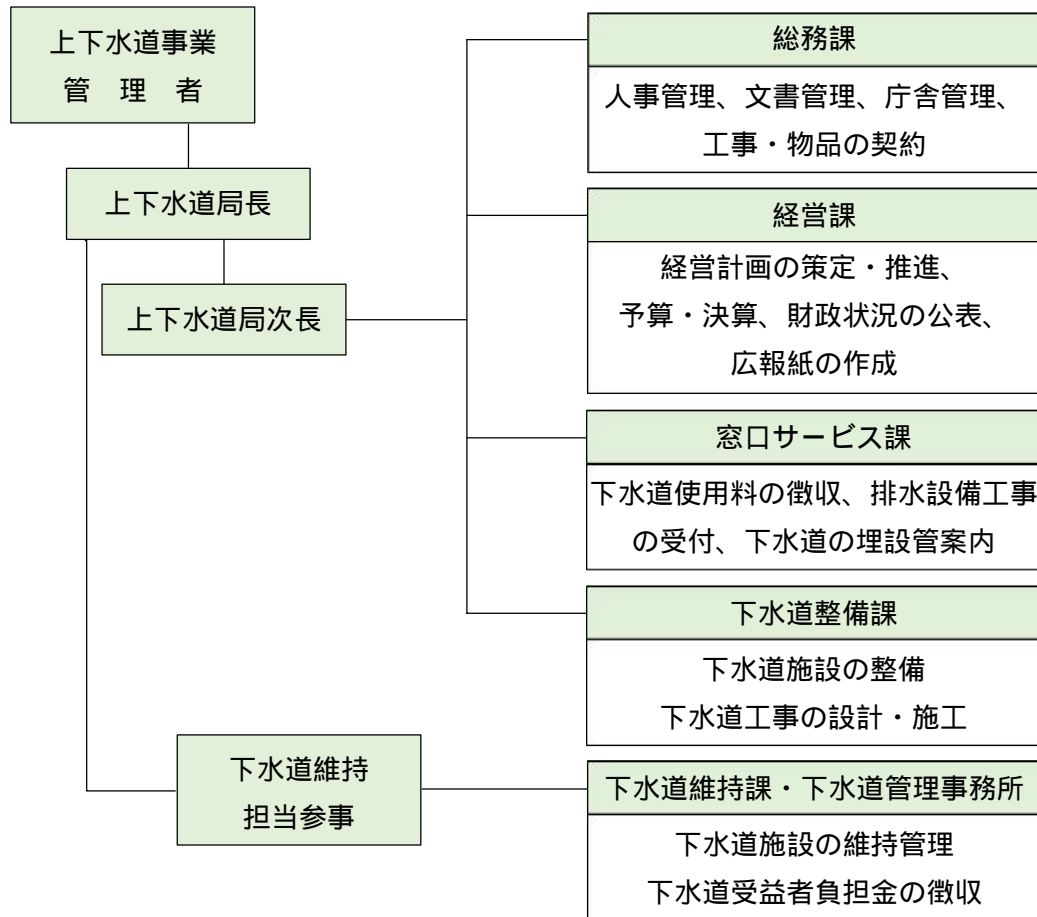 上下水道事業
管　理　者
上下水道局長
上下水道局次長
総務課
人事管理、文書管理、庁舎管理、
工事・物品の契約
経営課
経営計画の策定・推進、
予算・決算、財政状況の公表、
広報紙の作成
窓口サービス課
下水道使用料の徴収、排水設備工事
の受付、下水道の埋設管案内
下水道整備課
下水道施設の整備
下水道工事の設計・施工
下水道維持
担当参事
下水道維持課・下水道管理事務所
下水道施設の維持管理
下水道受益者負担金の徴収